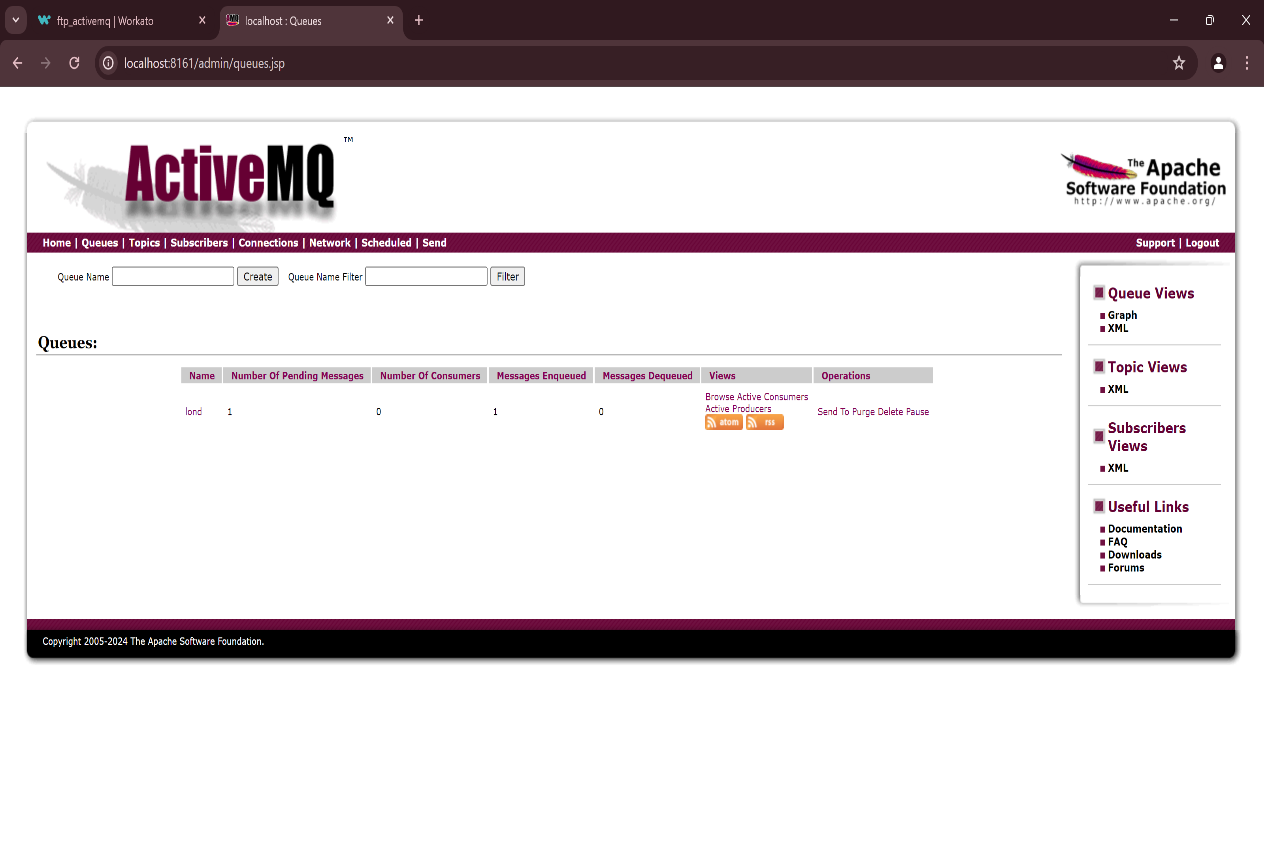 ftp_activemq | Workato
localhost : Queues
localhost:8161/admin/queues.jsp
ActiveMQ ™
The Apache
Software Foundation
http://www.apache.org/
Home | Queues | Topics | Subscribers | Connections | Network | Scheduled | Send
Support | Logout
Queue Name Create Queue Name Filter Filter
Queues:
Name Number Of Pending Messages Number Of Consumers Messages Enqueued Messages Dequeued Views Operations
lond 1 0 1 0 Browse Active Consumers
Active Producers
atom rss
Send To Purge Delete Pause
Queue Views
Graph
XML
Topic Views
XML
Subscribers
Views
XML
Useful Links
Documentation
FAQ
Downloads
Forums
Copyright 2005-2024 The Apache Software Foundation.